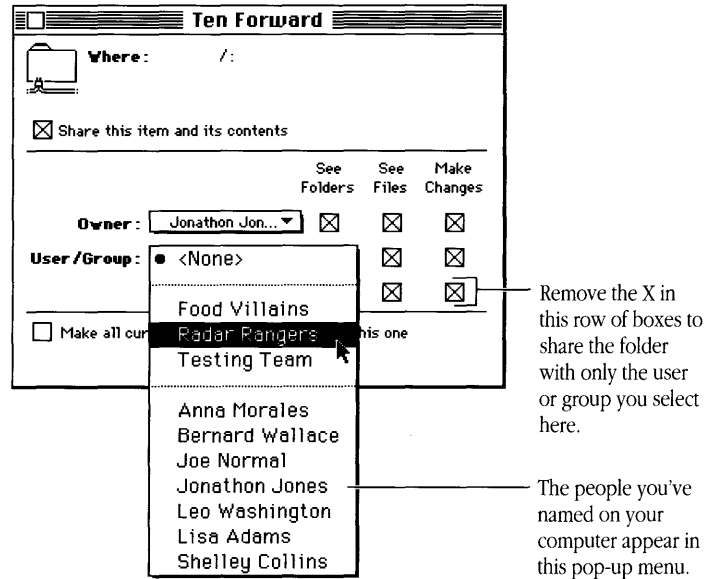 Ten Forward
Where: /:
Share this item and its contents
See Folders See Files Make Changes
Owner: Jonathon Jon...
User/Group: <None>
Food Villains
Radar Rangers
Testing Team
Make all cur his one
Anna Morales
Bernard Wallace
Joe Normal
Jonathon Jones
Leo Washington
Lisa Adams
Shelley Collins
Remove the X in
this row of boxes to
share the folder
with only the user
or group you select
here.
The people you've
named on your
computer appear in
this pop-up menu.